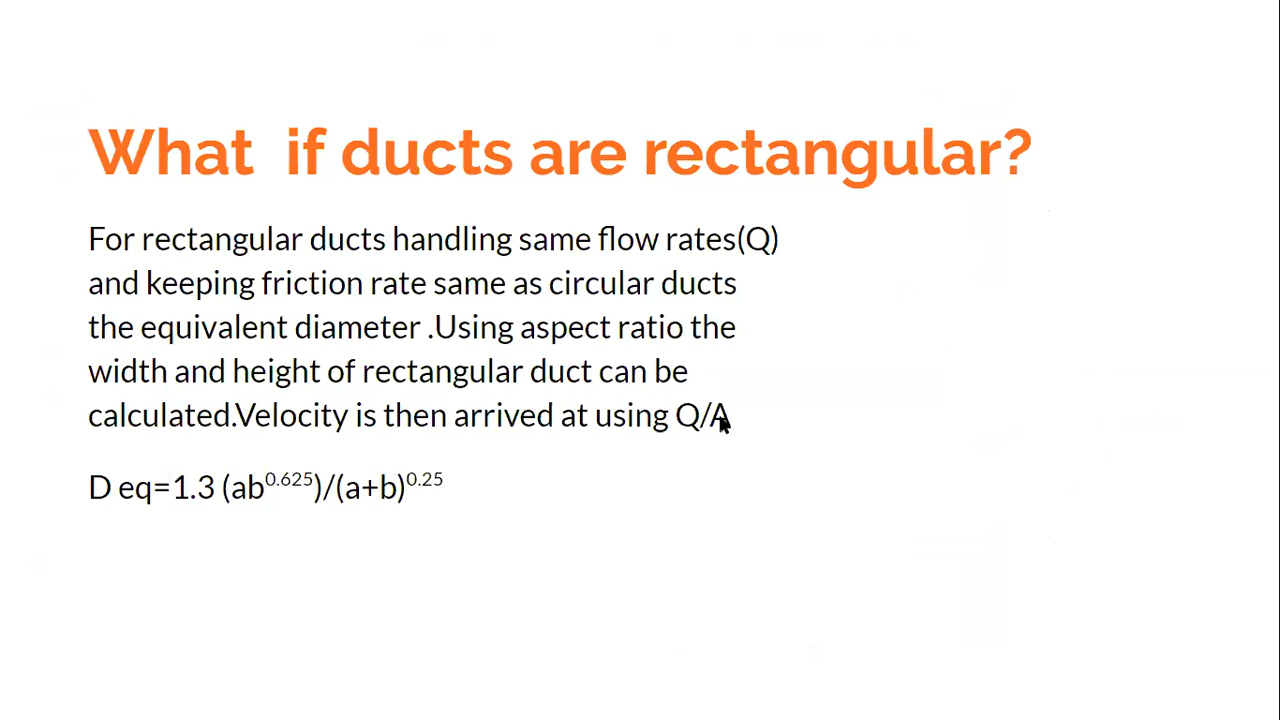 What  if ducts are rectangular?
For rectangular ducts handling same flow rates(Q)
and keeping friction rate same as circular ducts
the equivalent diameter .Using aspect ratio the
width and height of rectangular duct can be
calculated.Velocity is then arrived at using Q/A
D eq=1.3 (ab^0.625)/(a+b)^0.25